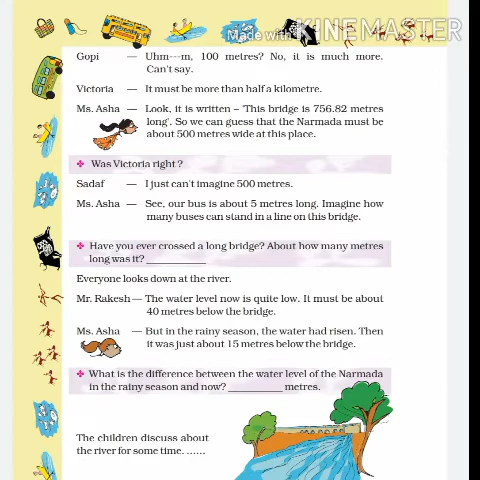 Made with KINEMASTER
Gopi — Uhm---m, 100 metres? No, it is much more.
Can't say.
Victoria — It must be more than half a kilometre.
Ms. Asha — Look, it is written – 'This bridge is 756.82 metres
long'. So we can guess that the Narmada must be
about 500 metres wide at this place.
✤ Was Victoria right?
Sadaf — I just can't imagine 500 metres.
Ms. Asha — See, our bus is about 5 metres long. Imagine how
many buses can stand in a line on this bridge.
✤ Have you ever crossed a long bridge? About how many metres
long was it? __________
Everyone looks down at the river.
Mr. Rakesh — The water level now is quite low. It must be about
40 metres below the bridge.
Ms. Asha — But in the rainy season, the water had risen. Then
it was just about 15 metres below the bridge.
✤ What is the difference between the water level of the Narmada
in the rainy season and now? __________ metres.
The children discuss about
the river for some time. ......